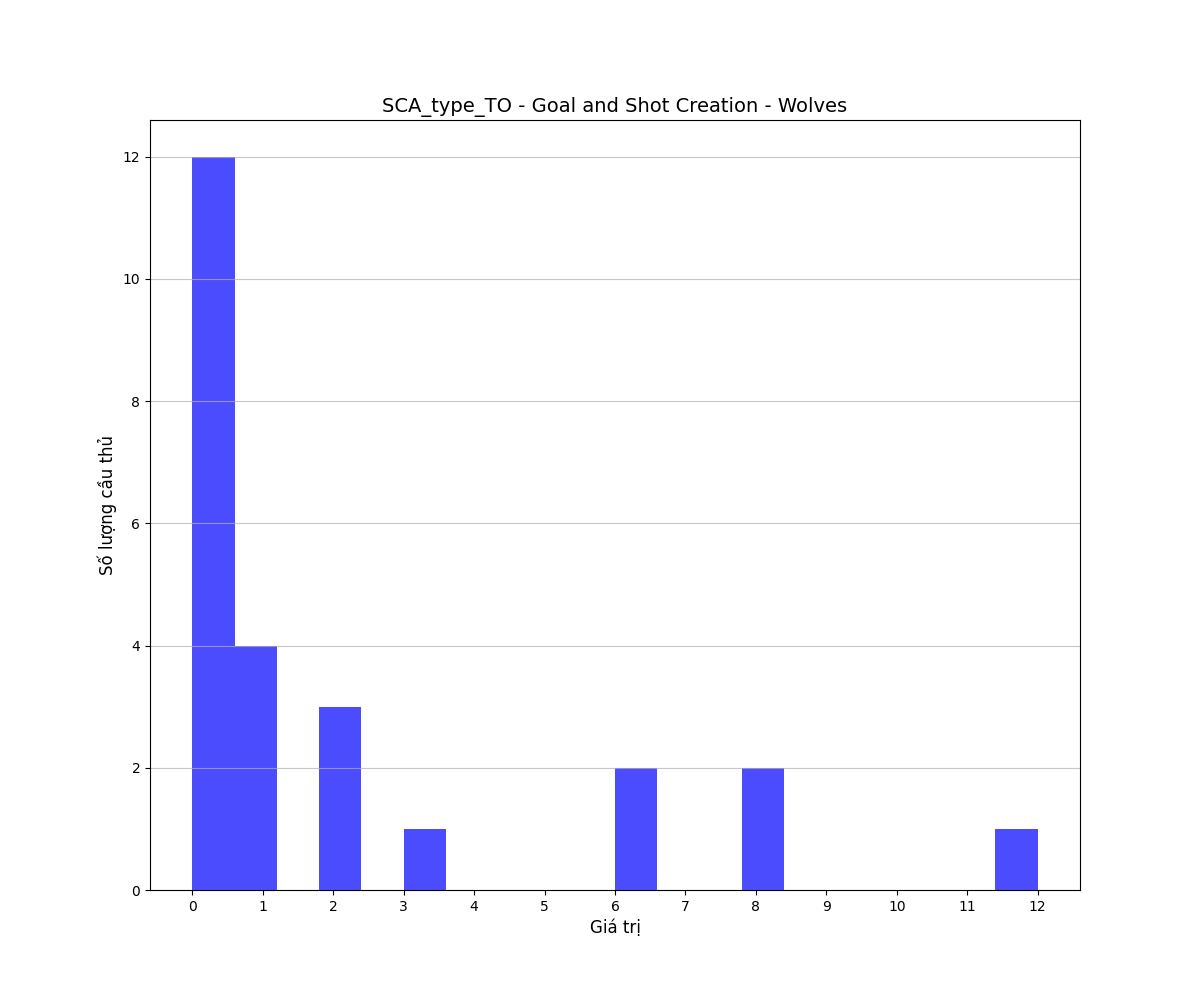 SCA_type_TO - Goal and Shot Creation - Wolves
Số lượng cầu thủ
12
10
8
6
4
2
0
0 1 2 3 4 5 6 7 8 9 10 11 12
Giá trị